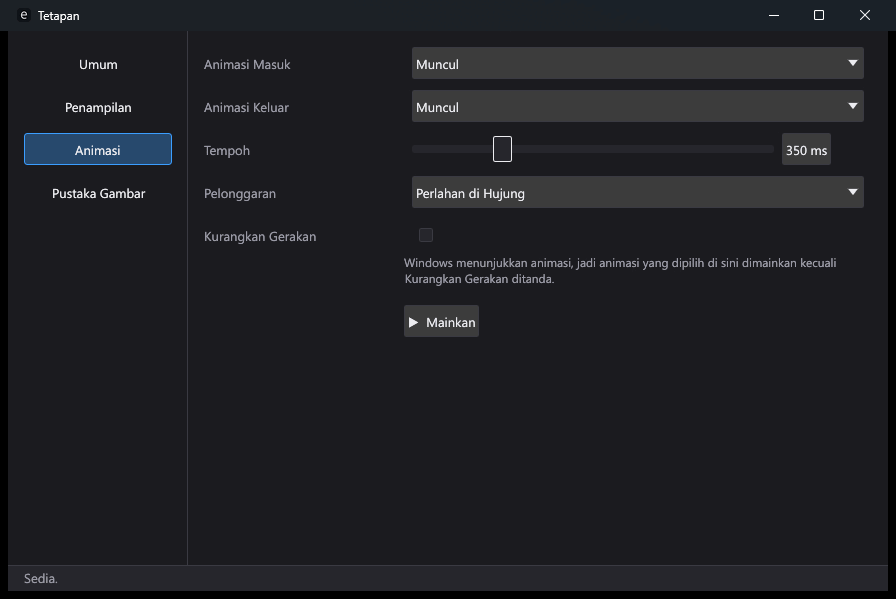 e Tetapan
Umum
Penampilan
Animasi
Pustaka Gambar
Animasi Masuk
Muncul
Animasi Keluar
Muncul
Tempoh
350 ms
Pelonggaran
Perlahan di Hujung
Kurangkan Gerakan
Windows menunjukkan animasi, jadi animasi yang dipilih di sini dimainkan kecuali
Kurangkan Gerakan ditanda.
Mainkan
Sedia.